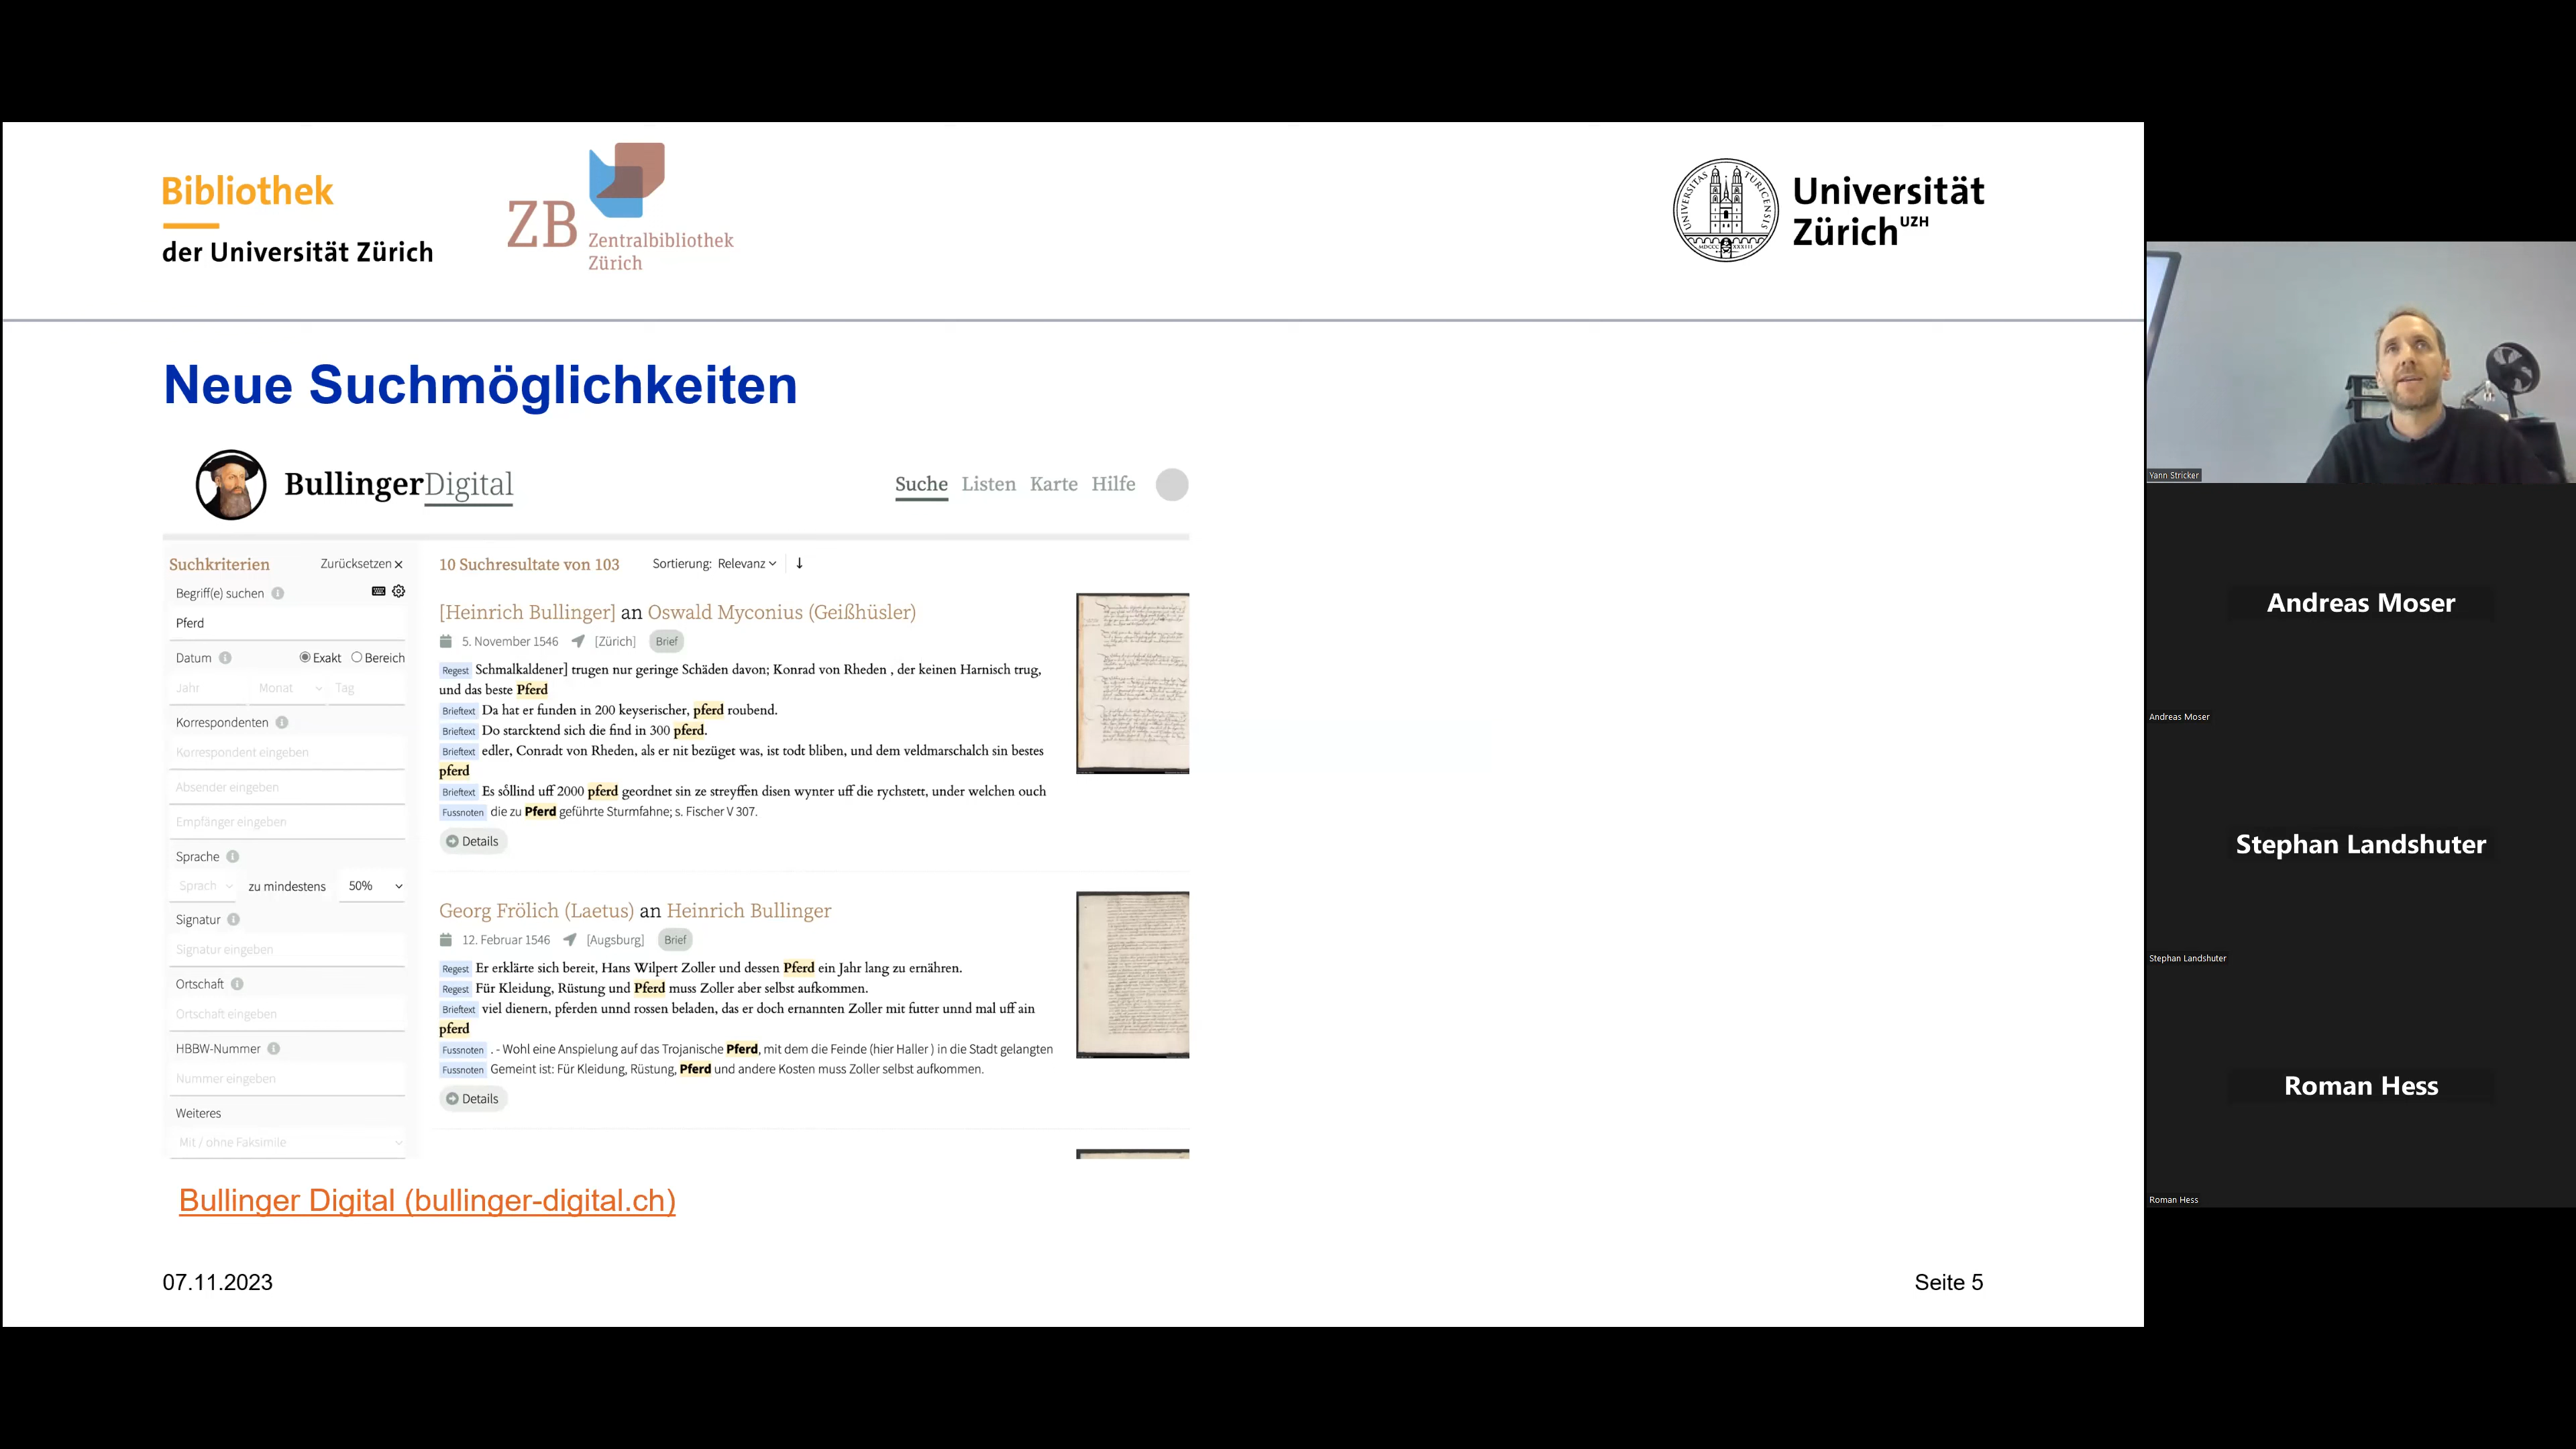 Bibliothek
der Universität Zürich
ZB Zentralbibliothek
Zürich
UNIVERSITAS TURICENSIS
MDCCC XXXIII
Universität
Zürich UZH
Neue Suchmöglichkeiten
BullingerDigital
Suche Listen Karte Hilfe
Suchkriterien Zurücksetzen ×
Begriff(e) suchen
Pferd
Datum Exakt Bereich
Jahr Monat Tag
Korrespondenten
Korrespondent eingeben
Absender eingeben
Empfänger eingeben
Sprache
Sprach zu mindestens 50%
Signatur
Signatur eingeben
Ortschaft
Ortschaft eingeben
HBBW-Nummer
Nummer eingeben
Weiteres
Mit / ohne Faksimile
10 Suchresultate von 103 Sortierung: Relevanz ↓
[Heinrich Bullinger] an Oswald Myconius (Geißhüsler)
5. November 1546 [Zürich] Brief
Regest Schmalkaldener] trugen nur geringe Schäden davon; Konrad von Rheden , der keinen Harnisch trug,
und das beste Pferd
Brieftext Da hat er funden in 200 keyserischer, pferd roubend.
Brieftext Do starcktend sich die find in 300 pferd.
Brieftext edler, Conradt von Rheden, als er nit bezüget was, ist todt bliben, und dem veldmarschalch sin bestes
pferd
Brieftext Es soͤllind uff 2000 pferd geordnet sin ze streyffen disen wynter uff die rychstett, under welchen ouch
Fussnoten die zu Pferd geführte Sturmfahne; s. Fischer V 307.
Details
Georg Frölich (Laetus) an Heinrich Bullinger
12. Februar 1546 [Augsburg] Brief
Regest Er erklärte sich bereit, Hans Wilpert Zoller und dessen Pferd ein Jahr lang zu ernähren.
Regest Für Kleidung, Rüstung und Pferd muss Zoller aber selbst aufkommen.
Brieftext viel dienern, pferden unnd rossen beladen, das er doch ernannten Zoller mit futter unnd mal uff ain
pferd
Fussnoten . - Wohl eine Anspielung auf das Trojanische Pferd, mit dem die Feinde (hier Haller ) in die Stadt gelangten
Fussnoten Gemeint ist: Für Kleidung, Rüstung, Pferd und andere Kosten muss Zoller selbst aufkommen.
Details
Bullinger Digital (bullinger-digital.ch)
07.11.2023
Seite 5
Yann Stricker
Andreas Moser
Andreas Moser
Stephan Landshuter
Stephan Landshuter
Roman Hess
Roman Hess